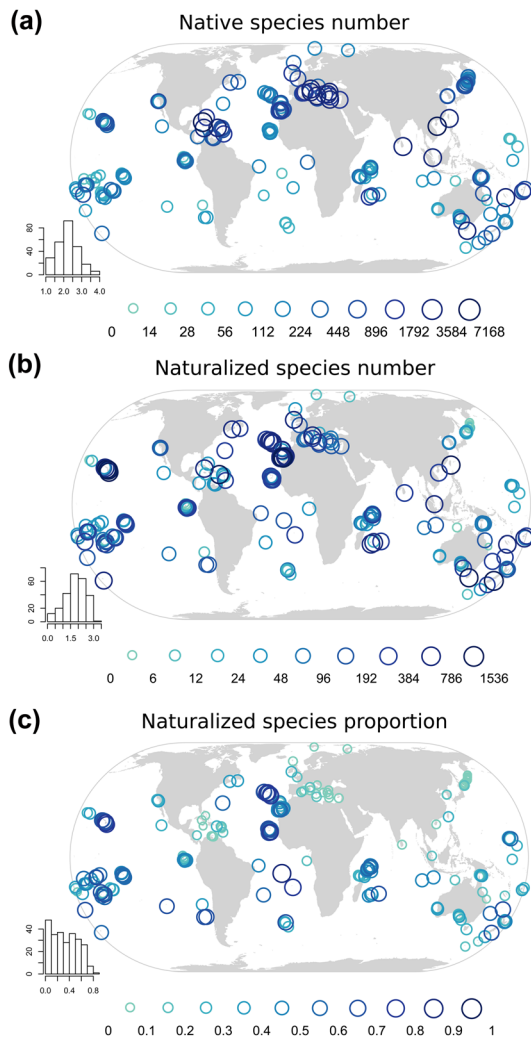 (a)
Native species number
80
40
0
1.0 2.0 3.0 4.0
0 14 28 56 112 224 448 896 1792 3584 7168
(b)
Naturalized species number
60
40
20
0
0.0 1.5 3.0
0 6 12 24 48 96 192 384 786 1536
(c)
Naturalized species proportion
40
20
0
0.0 0.4 0.8
0 0.1 0.2 0.3 0.4 0.5 0.6 0.7 0.8 0.9 1